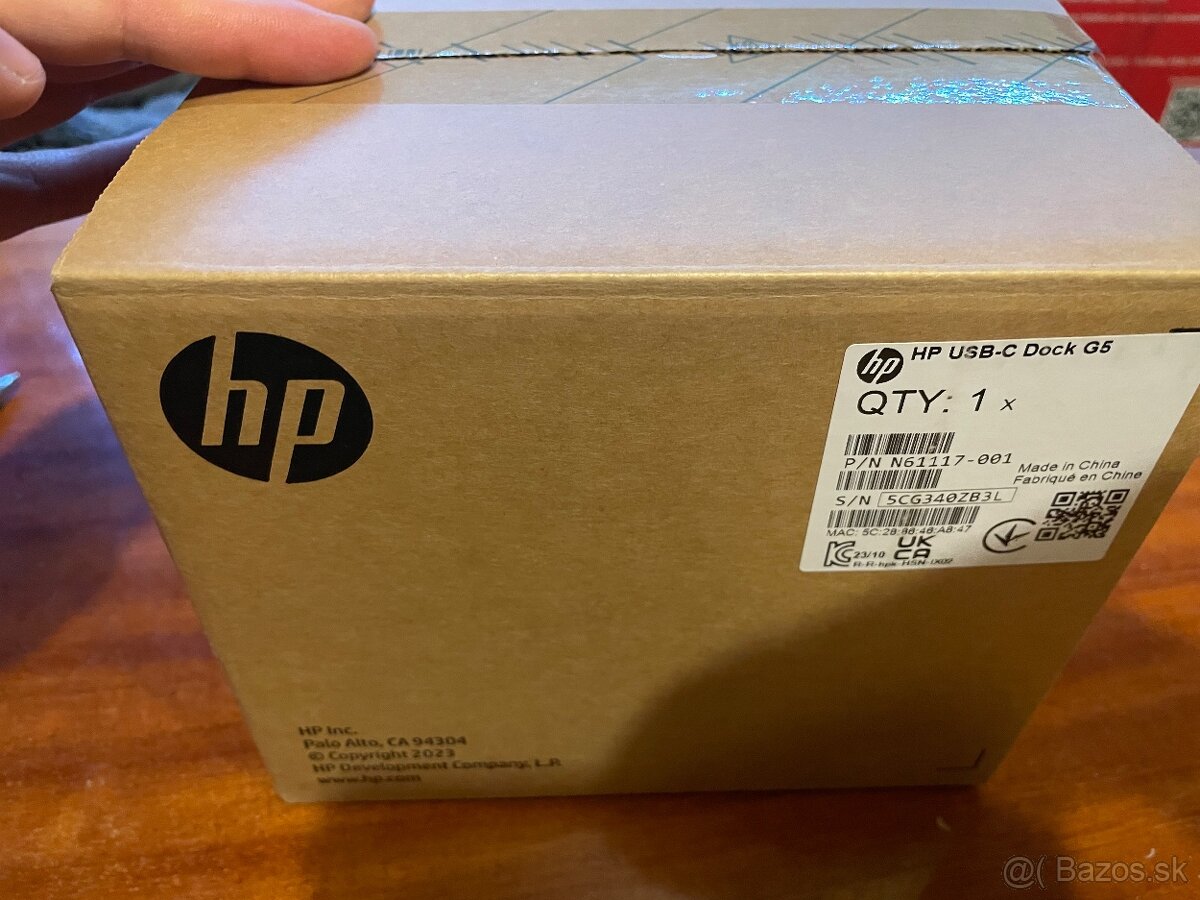 hp
hp HP USB-C Dock G5
QTY: 1 x
P/N N61117-001
Made in China
Fabriqué en Chine
S/N 5CG340ZB3L
23/10
UK
CA
HP Inc.
Palo Alto, CA 94304
© Copyright 2023
HP Development Company, L.P.
www.hp.com
@( Bazos.sk